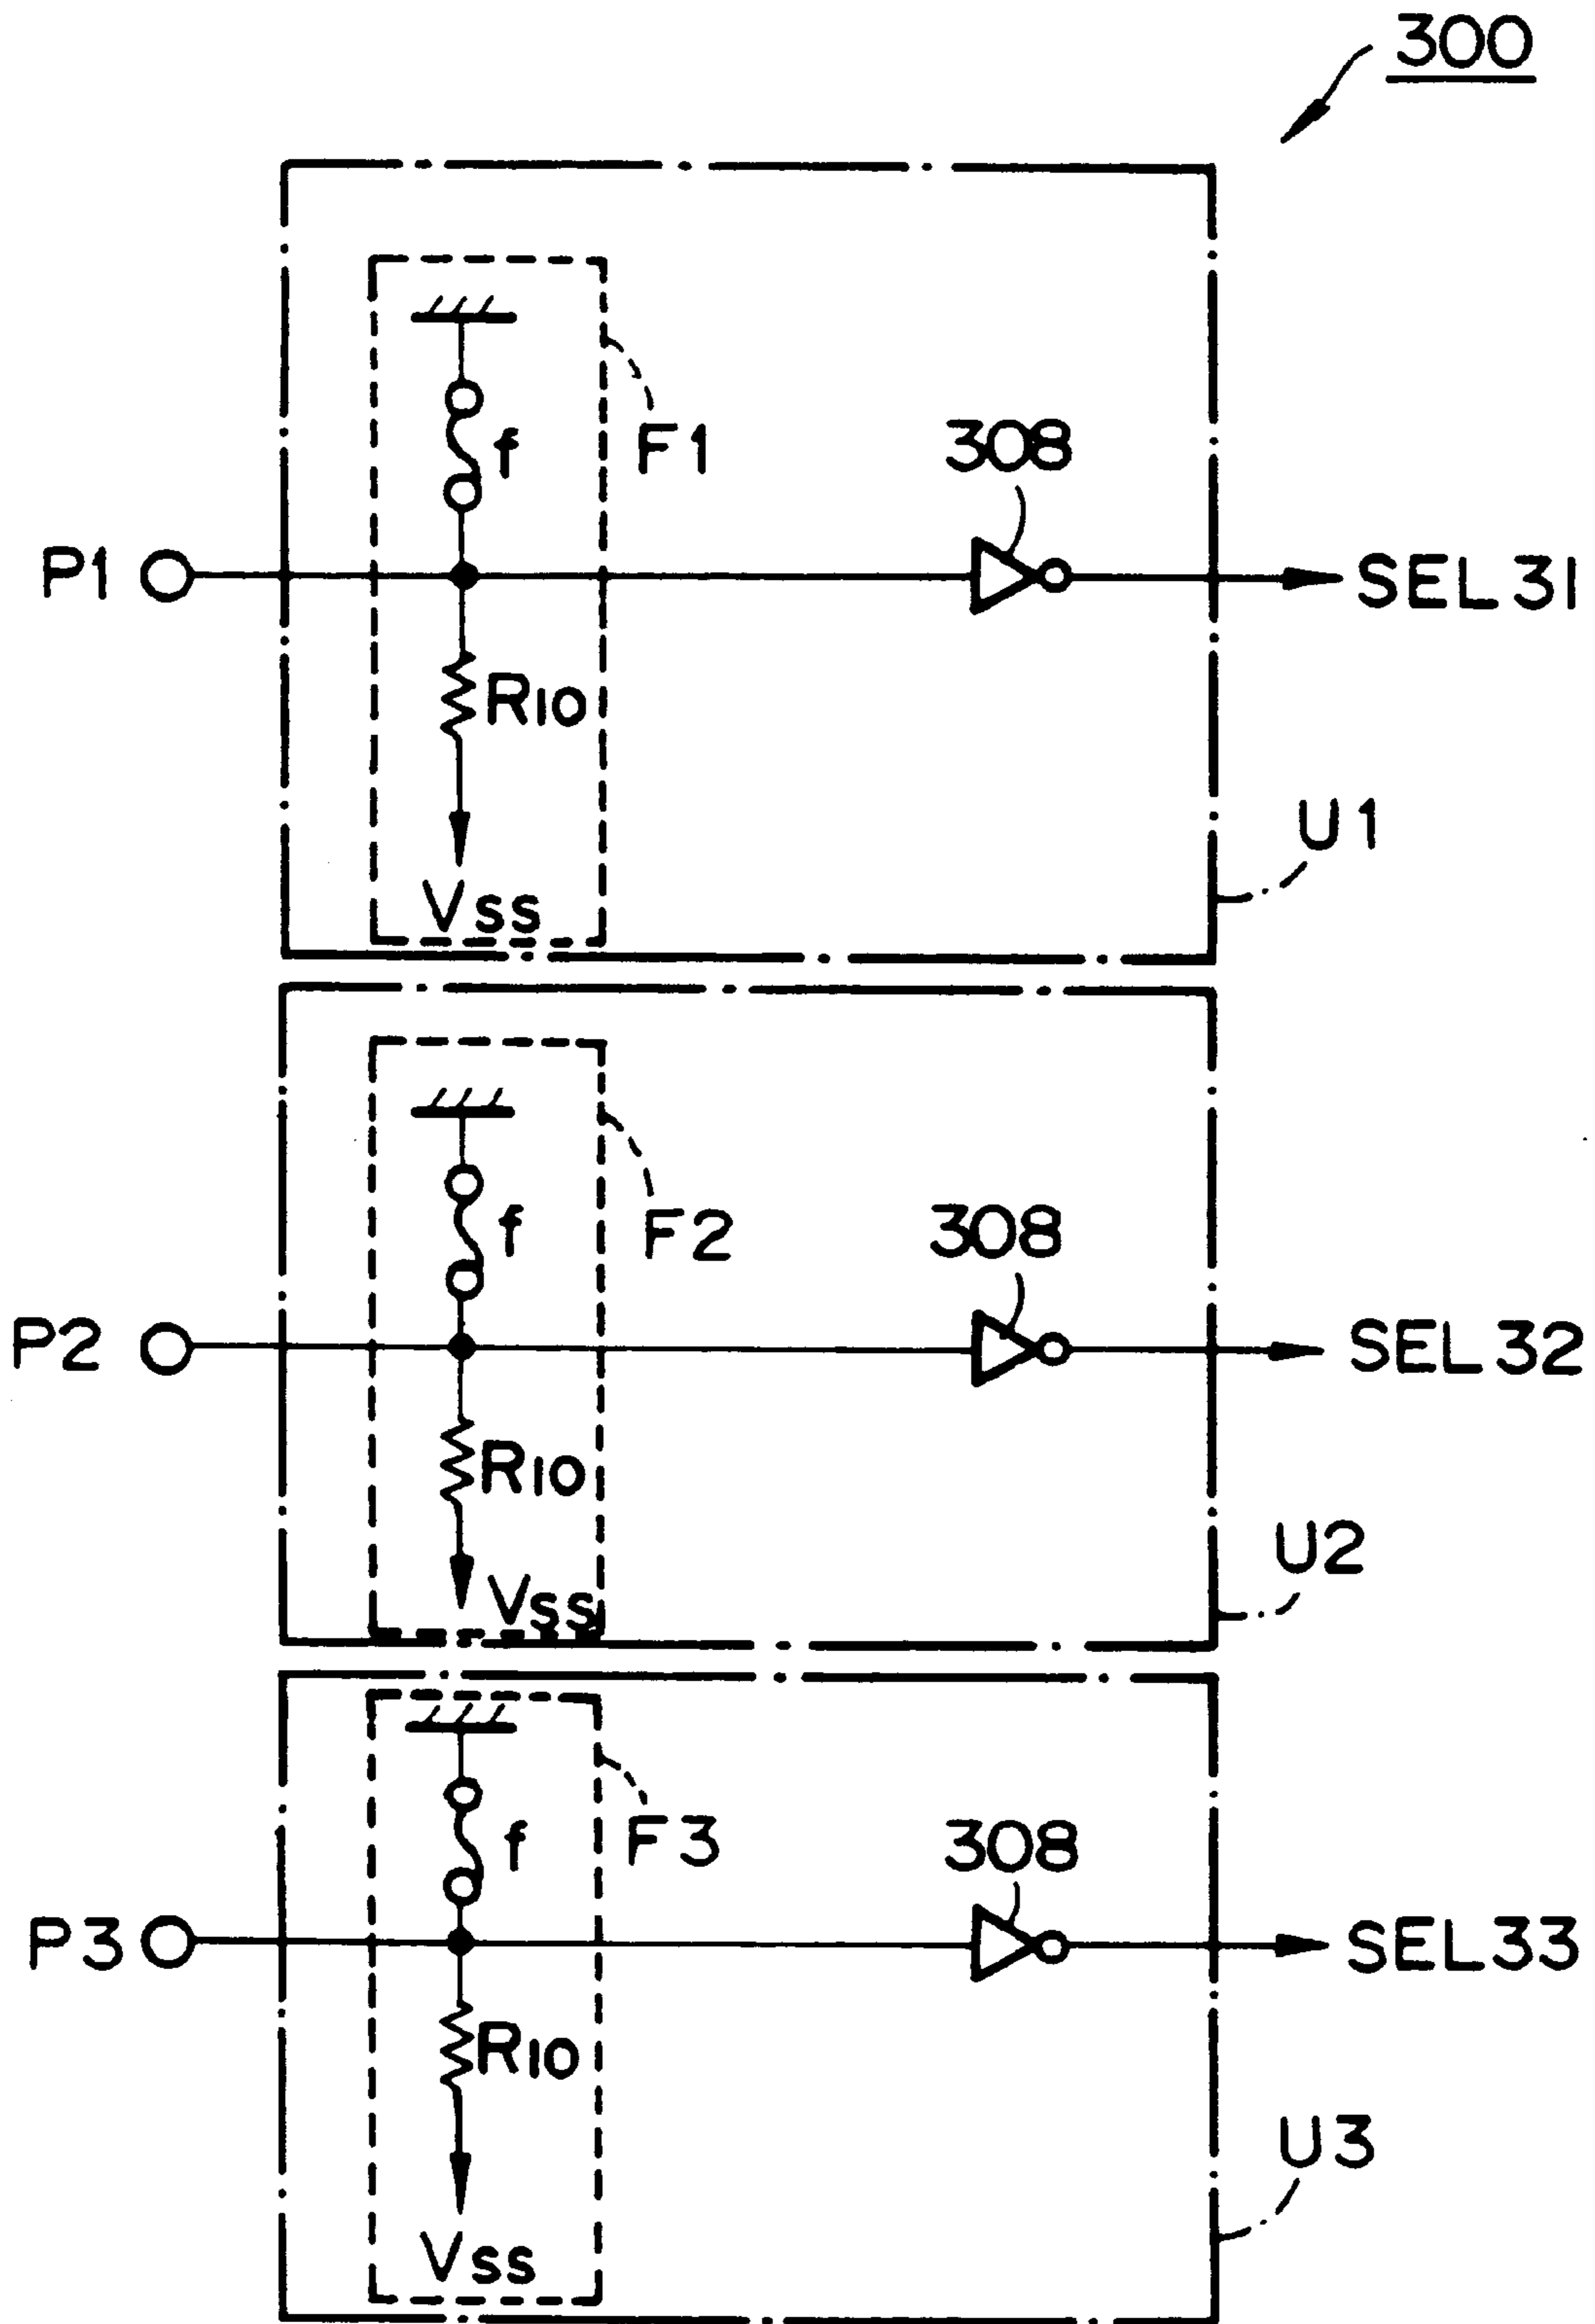 300
f
F1
308
P1
SEL31
R10
U1
Vss
f
F2
308
P2
SEL32
R10
U2
Vss
f
F3
308
P3
SEL33
R10
U3
Vss